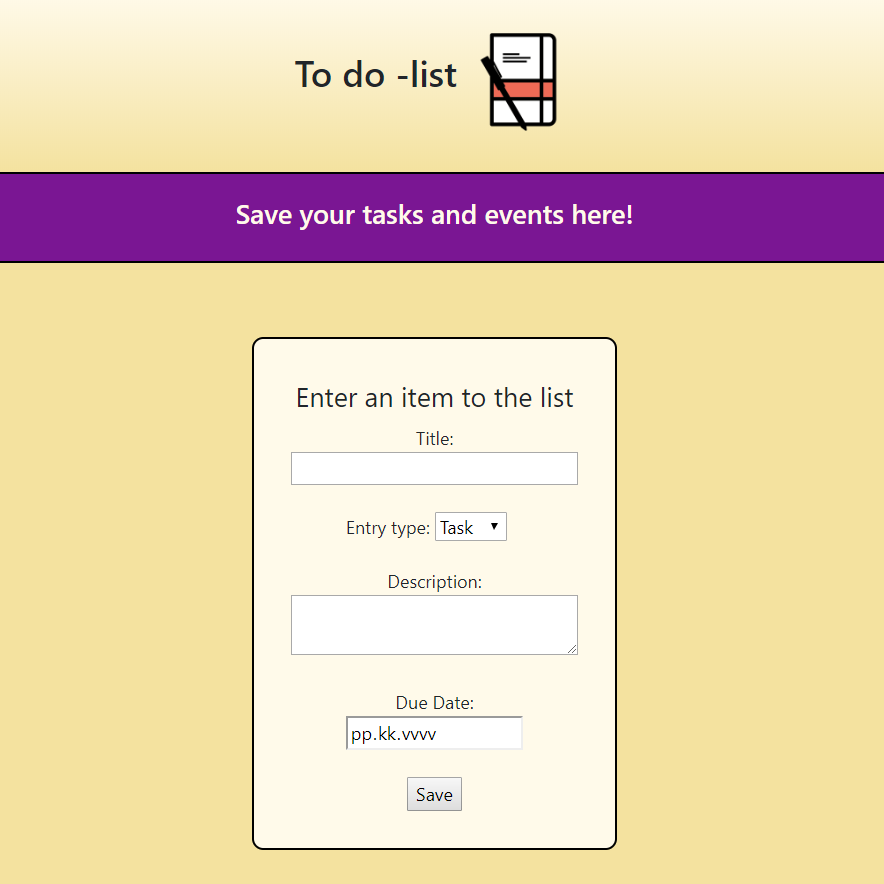 To do -list
Save your tasks and events here!
Enter an item to the list
Title:
Entry type: Task
Description:
Due Date:
pp.kk.vvvv
Save